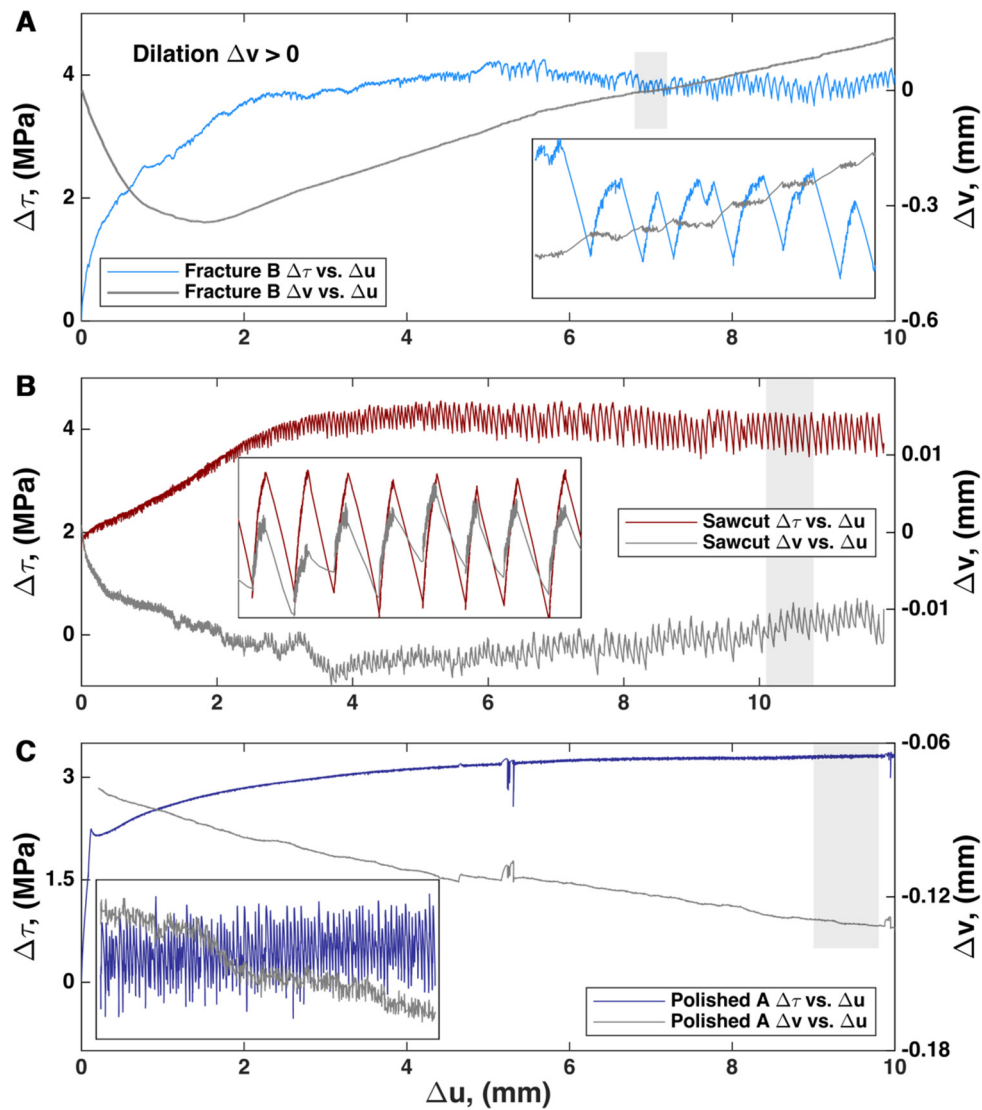 A
Dilation Δv > 0
4
2
0
Δτ, (MPa)
0
-0.3
-0.6
Δv, (mm)
Fracture B Δτ vs. Δu
Fracture B Δv vs. Δu
0 2 4 6 8 10
B
4
2
0
Δτ, (MPa)
0.01
0
-0.01
Δv, (mm)
Sawcut Δτ vs. Δu
Sawcut Δv vs. Δu
0 2 4 6 8 10
C
3
1.5
0
Δτ, (MPa)
-0.06
-0.12
-0.18
Δv, (mm)
Polished A Δτ vs. Δu
Polished A Δv vs. Δu
0 2 4 6 8 10
Δu, (mm)